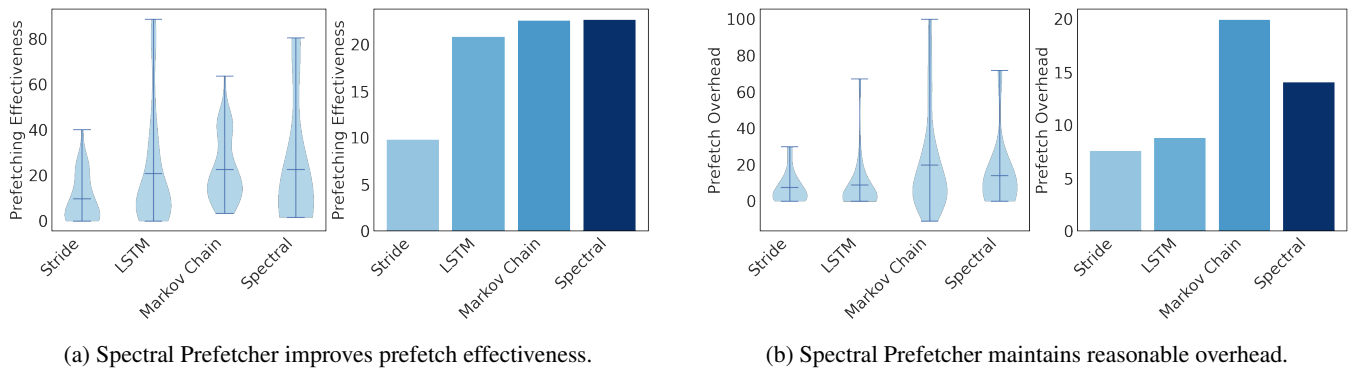 Prefetching Effectiveness
80
60
40
20
0
Stride
LSTM
Markov Chain
Spectral
Prefetching Effectiveness
20
15
10
5
0
Stride
LSTM
Markov Chain
Spectral
(a) Spectral Prefetcher improves prefetch effectiveness.
Prefetch Overhead
100
80
60
40
20
0
Stride
LSTM
Markov Chain
Spectral
Prefetch Overhead
20
15
10
5
0
Stride
LSTM
Markov Chain
Spectral
(b) Spectral Prefetcher maintains reasonable overhead.